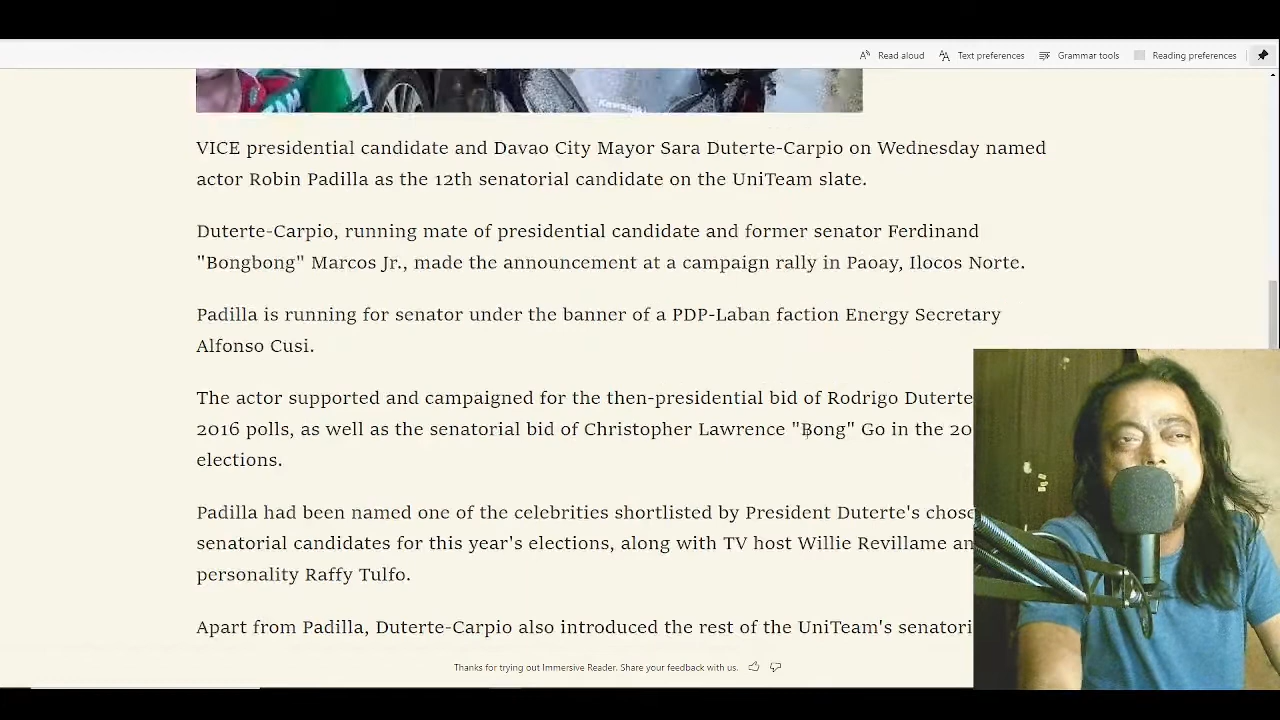 Read aloud Text preferences Grammar tools Reading preferences
Kawasaki
VICE presidential candidate and Davao City Mayor Sara Duterte-Carpio on Wednesday named
actor Robin Padilla as the 12th senatorial candidate on the UniTeam slate.
Duterte-Carpio, running mate of presidential candidate and former senator Ferdinand
"Bongbong" Marcos Jr., made the announcement at a campaign rally in Paoay, Ilocos Norte.
Padilla is running for senator under the banner of a PDP-Laban faction Energy Secretary
Alfonso Cusi.
The actor supported and campaigned for the then-presidential bid of Rodrigo Duterte
2016 polls, as well as the senatorial bid of Christopher Lawrence "Bong" Go in the 20
elections.
Padilla had been named one of the celebrities shortlisted by President Duterte's chos
senatorial candidates for this year's elections, along with TV host Willie Revillame an
personality Raffy Tulfo.
Apart from Padilla, Duterte-Carpio also introduced the rest of the UniTeam's senatori
Thanks for trying out Immersive Reader. Share your feedback with us.